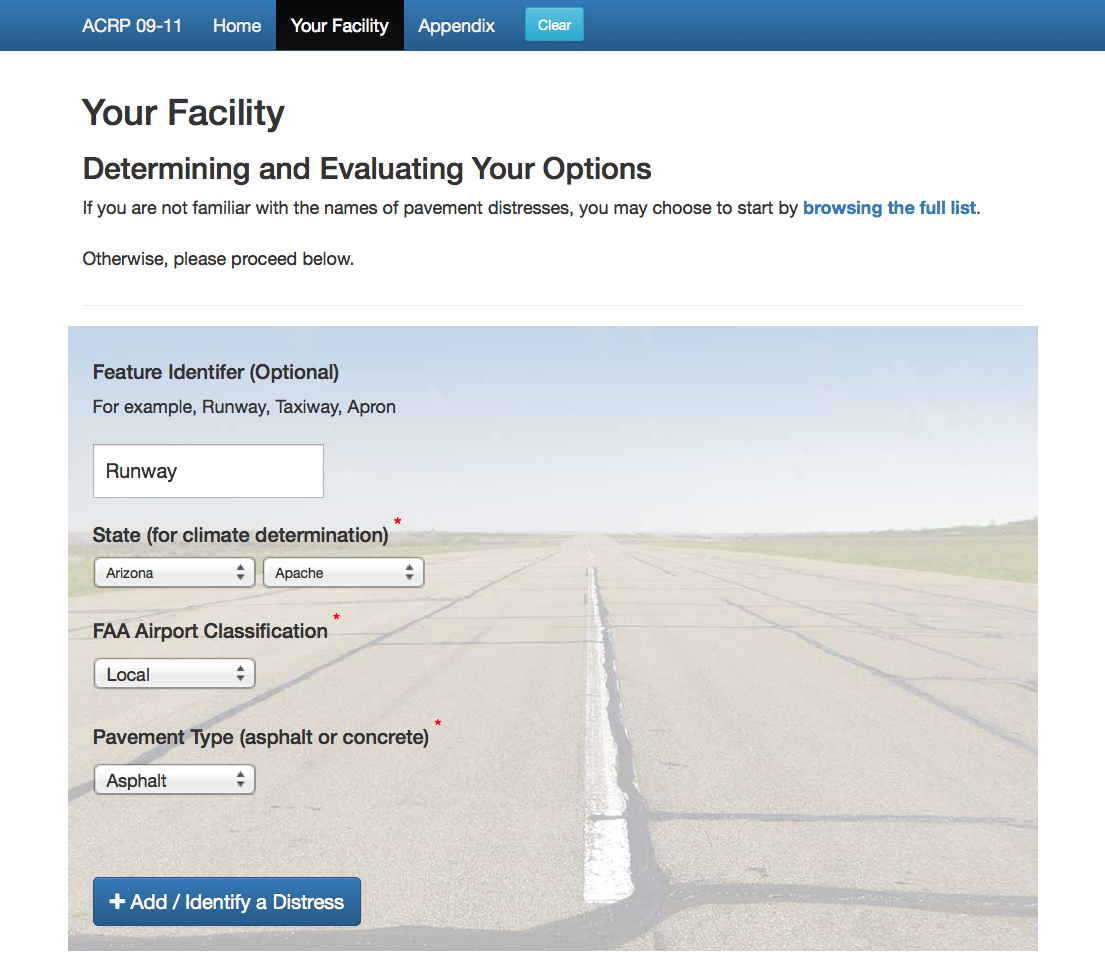 ACRP 09-11 Home Your Facility Appendix Clear
Your Facility
Determining and Evaluating Your Options
If you are not familiar with the names of pavement distresses, you may choose to start by browsing the full list.
Otherwise, please proceed below.
Feature Identifer (Optional)
For example, Runway, Taxiway, Apron
Runway
State (for climate determination) *
Arizona Apache
FAA Airport Classification *
Local
Pavement Type (asphalt or concrete) *
Asphalt
+ Add / Identify a Distress